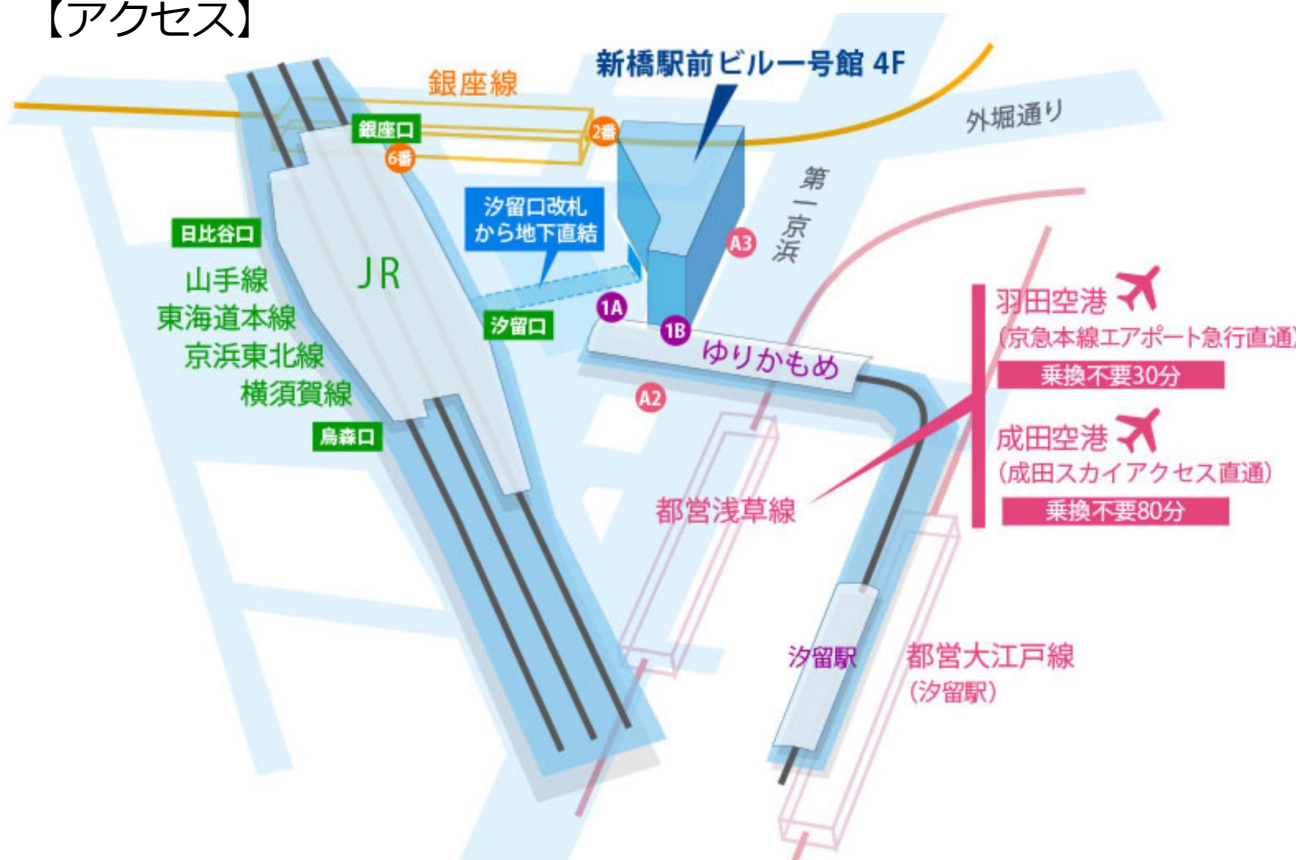 【アクセス】
新橋駅前ビル一号館 4F
銀座線
外堀通り
銀座口
2番
6番
第一京浜
汐留口改札
から地下直結
日比谷口
A3
山手線
JR
東海道本線
京浜東北線
横須賀線
烏森口
汐留口
1A
1B
ゆりかもめ
A2
羽田空港
(京急本線エアポート急行直通)
乗換不要30分
成田空港
(成田スカイアクセス直通)
乗換不要80分
都営浅草線
汐留駅
都営大江戸線
(汐留駅)